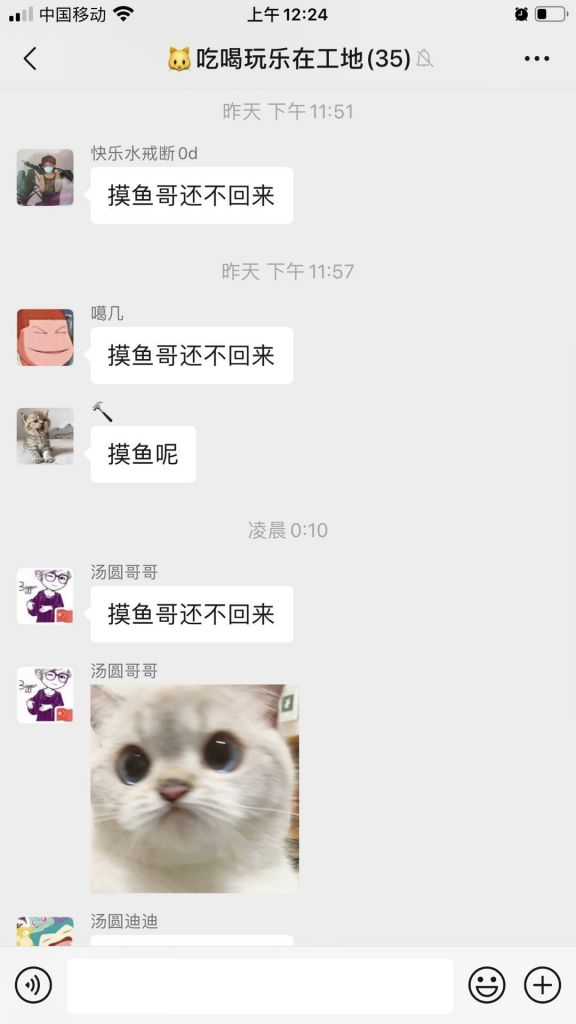 中国移动
上午12:24
吃喝玩乐在工地(35)
昨天 下午11:51
快乐水戒断0d
摸鱼哥还不回来
昨天 下午11:57
噶几
摸鱼哥还不回来
摸鱼呢
凌晨0:10
汤圆哥哥
摸鱼哥还不回来
汤圆哥哥
汤圆迪迪